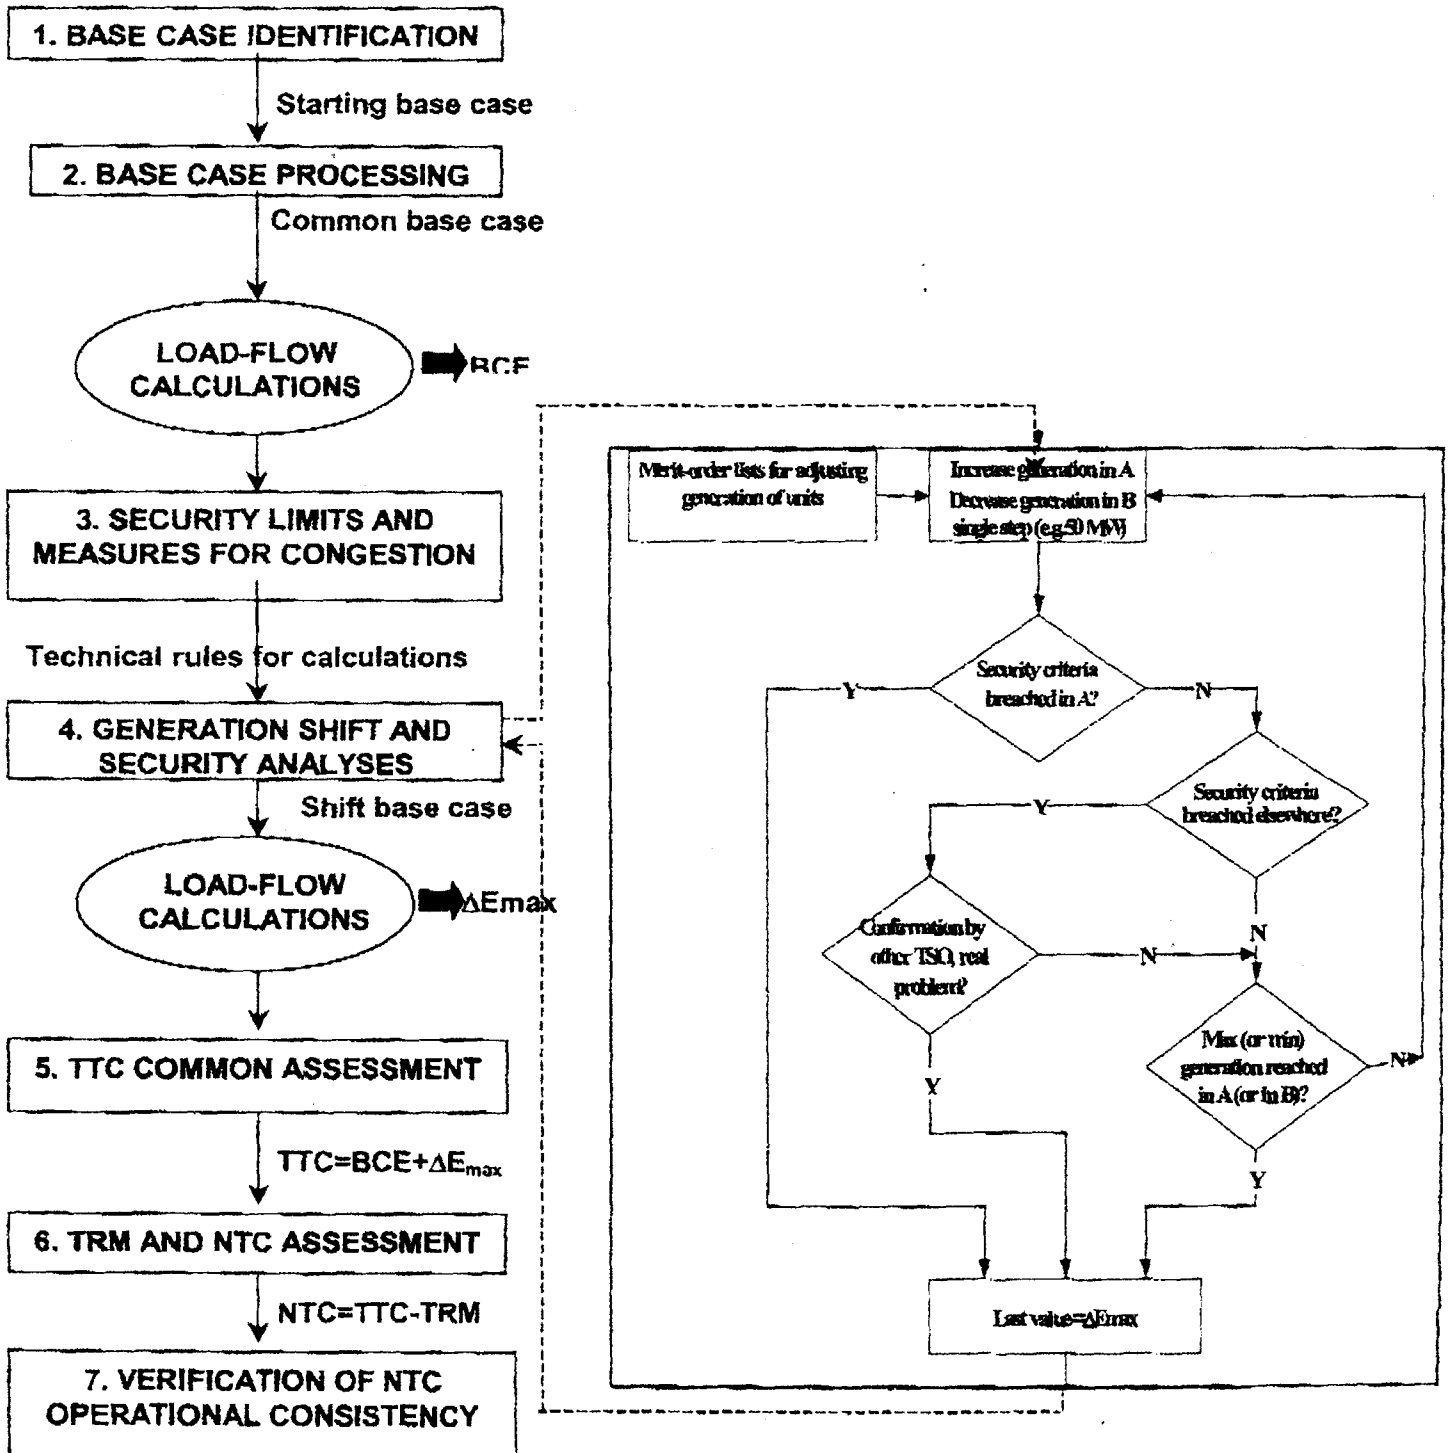 1. BASE CASE IDENTIFICATION
Starting base case
2. BASE CASE PROCESSING
Common base case
LOAD-FLOW
CALCULATIONS
BCE
3. SECURITY LIMITS AND
MEASURES FOR CONGESTION
Technical rules for calculations
4. GENERATION SHIFT AND
SECURITY ANALYSES
Shift base case
LOAD-FLOW
CALCULATIONS
ΔEmax
5. TTC COMMON ASSESSMENT
TTC=BCE+ΔEmax
6. TRM AND NTC ASSESSMENT
NTC=TTC-TRM
7. VERIFICATION OF NTC
OPERATIONAL CONSISTENCY
Merit-order lists for adjusting
generation of units
Increase generation in A
Decrease generation in B
single step (e.g.50 MW)
Security criteria
breached in A?
Y
N
Security criteria
breached elsewhere?
Y
N
Confirmation by
other TSO, real
problem?
N
Y
Max (or min)
generation reached
in A (or in B)?
N
Y
Last value=ΔEmax